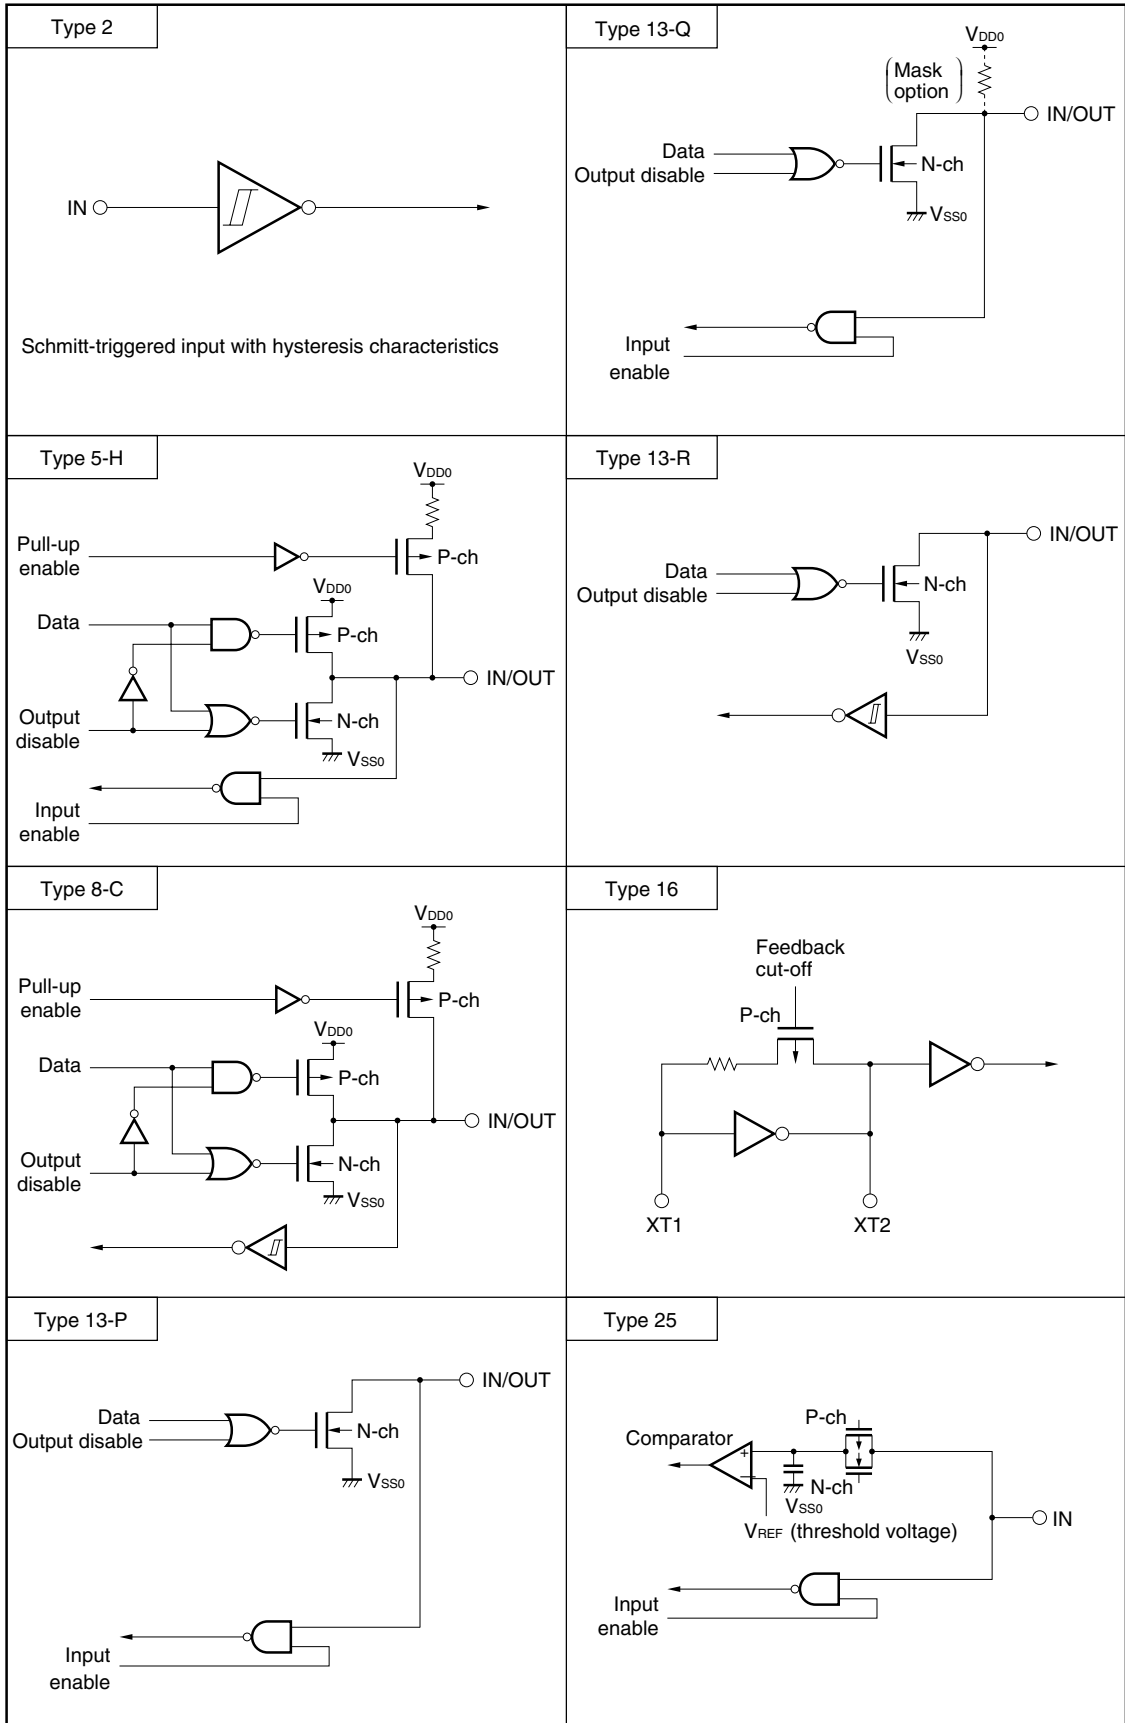 Type 2
IN
Schmitt-triggered input with hysteresis characteristics
Type 13-Q
VDD0
(Mask
option)
IN/OUT
Data
Output disable
N-ch
VSS0
Input
enable
Type 5-H
VDD0
Pull-up
enable
P-ch
VDD0
Data
P-ch
IN/OUT
Output
disable
N-ch
VSS0
Input
enable
Type 13-R
IN/OUT
Data
Output disable
N-ch
VSS0
Type 8-C
VDD0
Pull-up
enable
P-ch
VDD0
Data
P-ch
IN/OUT
Output
disable
N-ch
VSS0
Type 16
Feedback
cut-off
P-ch
XT1
XT2
Type 13-P
IN/OUT
Data
Output disable
N-ch
VSS0
Input
enable
Type 25
P-ch
Comparator
+
−
N-ch
VSS0
VREF (threshold voltage)
IN
Input
enable